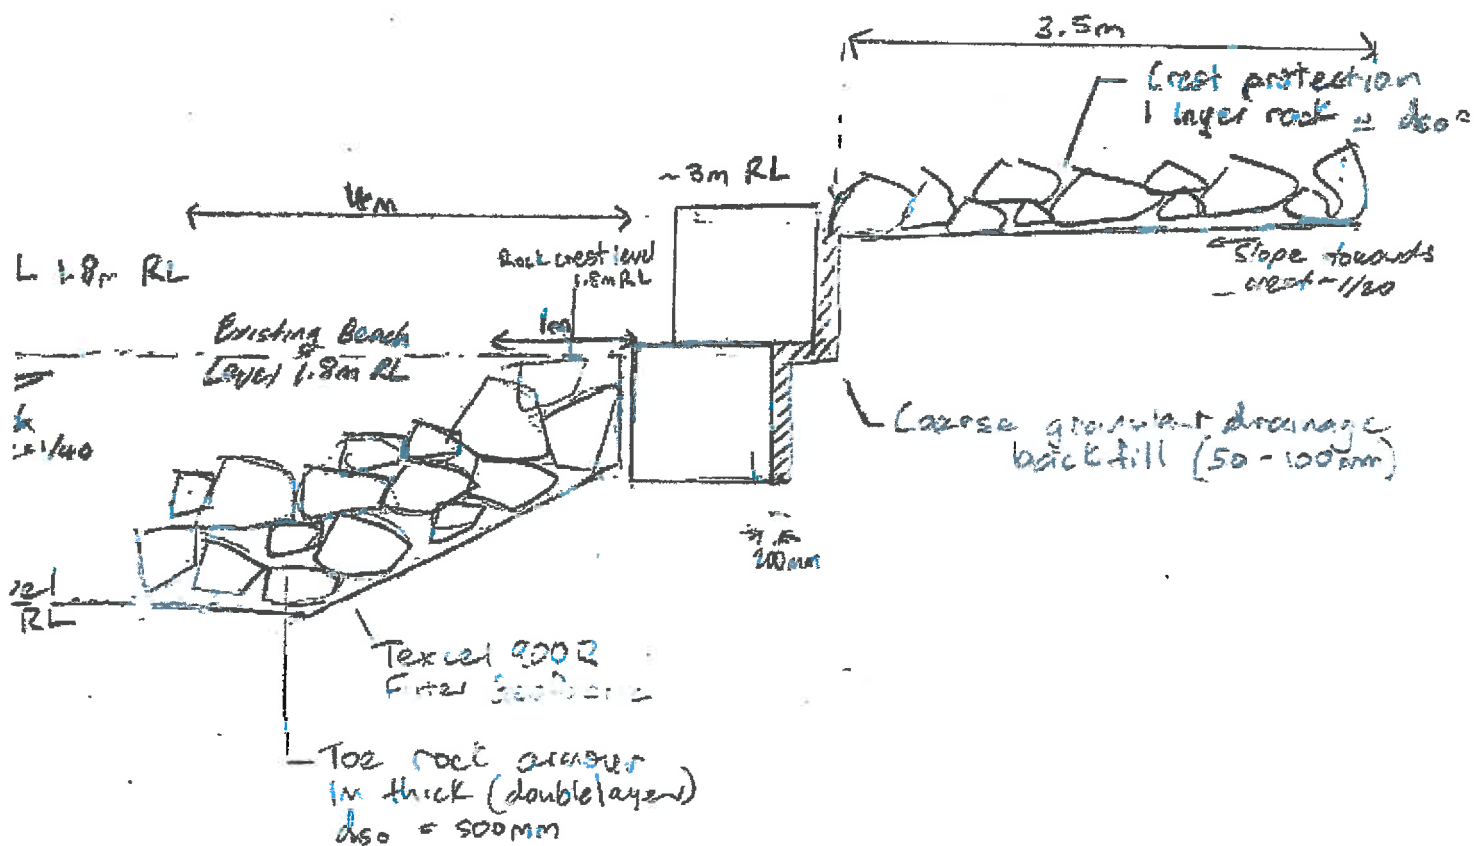 3.5m
Crest protection
1 layer rock = d50 =
~3m RL
4m
Rock crest level
1.8m RL
L 1.8m RL
Slope towards
crest ~ 1/20
1m
Existing Beach
Level 1.8m RL
1/40
Coarse granular drainage
backfill (50-100mm)
200mm
RL
Texcel 900R
Filter
Toe rock armour
1m thick (double layer)
d50 = 500mm